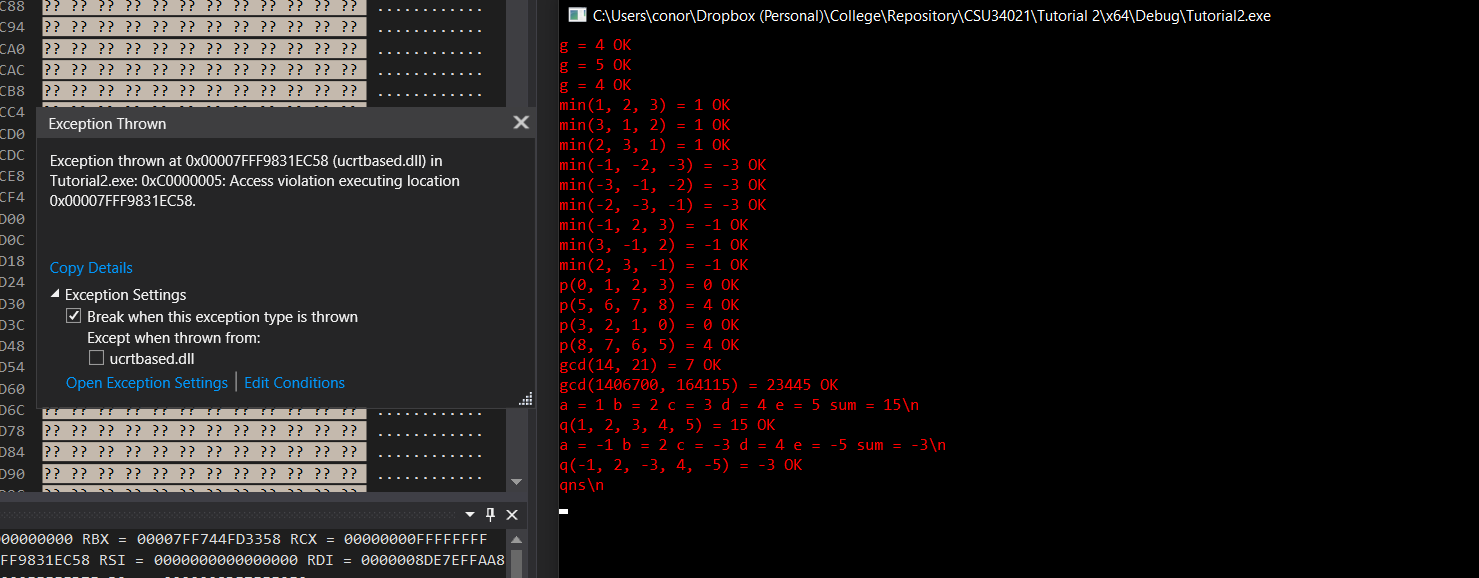 C88 ?? ?? ?? ?? ?? ?? ?? ?? ?? ?? ?? ?? ............
C94 ?? ?? ?? ?? ?? ?? ?? ?? ?? ?? ?? ?? ............
CA0 ?? ?? ?? ?? ?? ?? ?? ?? ?? ?? ?? ?? ............
CAC ?? ?? ?? ?? ?? ?? ?? ?? ?? ?? ?? ?? ............
CB8 ?? ?? ?? ?? ?? ?? ?? ?? ?? ?? ?? ?? ............
CC4
CD0
CDC
CE8
CF4
D00
D0C
D18
D24
D30
D3C
D48
D54
D60
D6C
D78 ?? ?? ?? ?? ?? ?? ?? ?? ?? ?? ?? ?? ............
D84 ?? ?? ?? ?? ?? ?? ?? ?? ?? ?? ?? ?? ............
D90 ?? ?? ?? ?? ?? ?? ?? ?? ?? ?? ?? ?? ............
Exception Thrown
Exception thrown at 0x00007FFF9831EC58 (ucrtbased.dll) in
Tutorial2.exe: 0xC0000005: Access violation executing location
0x00007FFF9831EC58.
Copy Details
Exception Settings
Break when this exception type is thrown
Except when thrown from:
ucrtbased.dll
Open Exception Settings | Edit Conditions
00000000 RBX = 00007FF744FD3358 RCX = 00000000FFFFFFFF
FF9831EC58 RSI = 0000000000000000 RDI = 0000008DE7EFFAA8
C:\Users\conor\Dropbox (Personal)\College\Repository\CSU34021\Tutorial 2\x64\Debug\Tutorial2.exe
g = 4 OK
g = 5 OK
g = 4 OK
min(1, 2, 3) = 1 OK
min(3, 1, 2) = 1 OK
min(2, 3, 1) = 1 OK
min(-1, -2, -3) = -3 OK
min(-3, -1, -2) = -3 OK
min(-2, -3, -1) = -3 OK
min(-1, 2, 3) = -1 OK
min(3, -1, 2) = -1 OK
min(2, 3, -1) = -1 OK
p(0, 1, 2, 3) = 0 OK
p(5, 6, 7, 8) = 4 OK
p(3, 2, 1, 0) = 0 OK
p(8, 7, 6, 5) = 4 OK
gcd(14, 21) = 7 OK
gcd(1406700, 164115) = 23445 OK
a = 1 b = 2 c = 3 d = 4 e = 5 sum = 15\n
q(1, 2, 3, 4, 5) = 15 OK
a = -1 b = 2 c = -3 d = 4 e = -5 sum = -3\n
q(-1, 2, -3, 4, -5) = -3 OK
qns\n